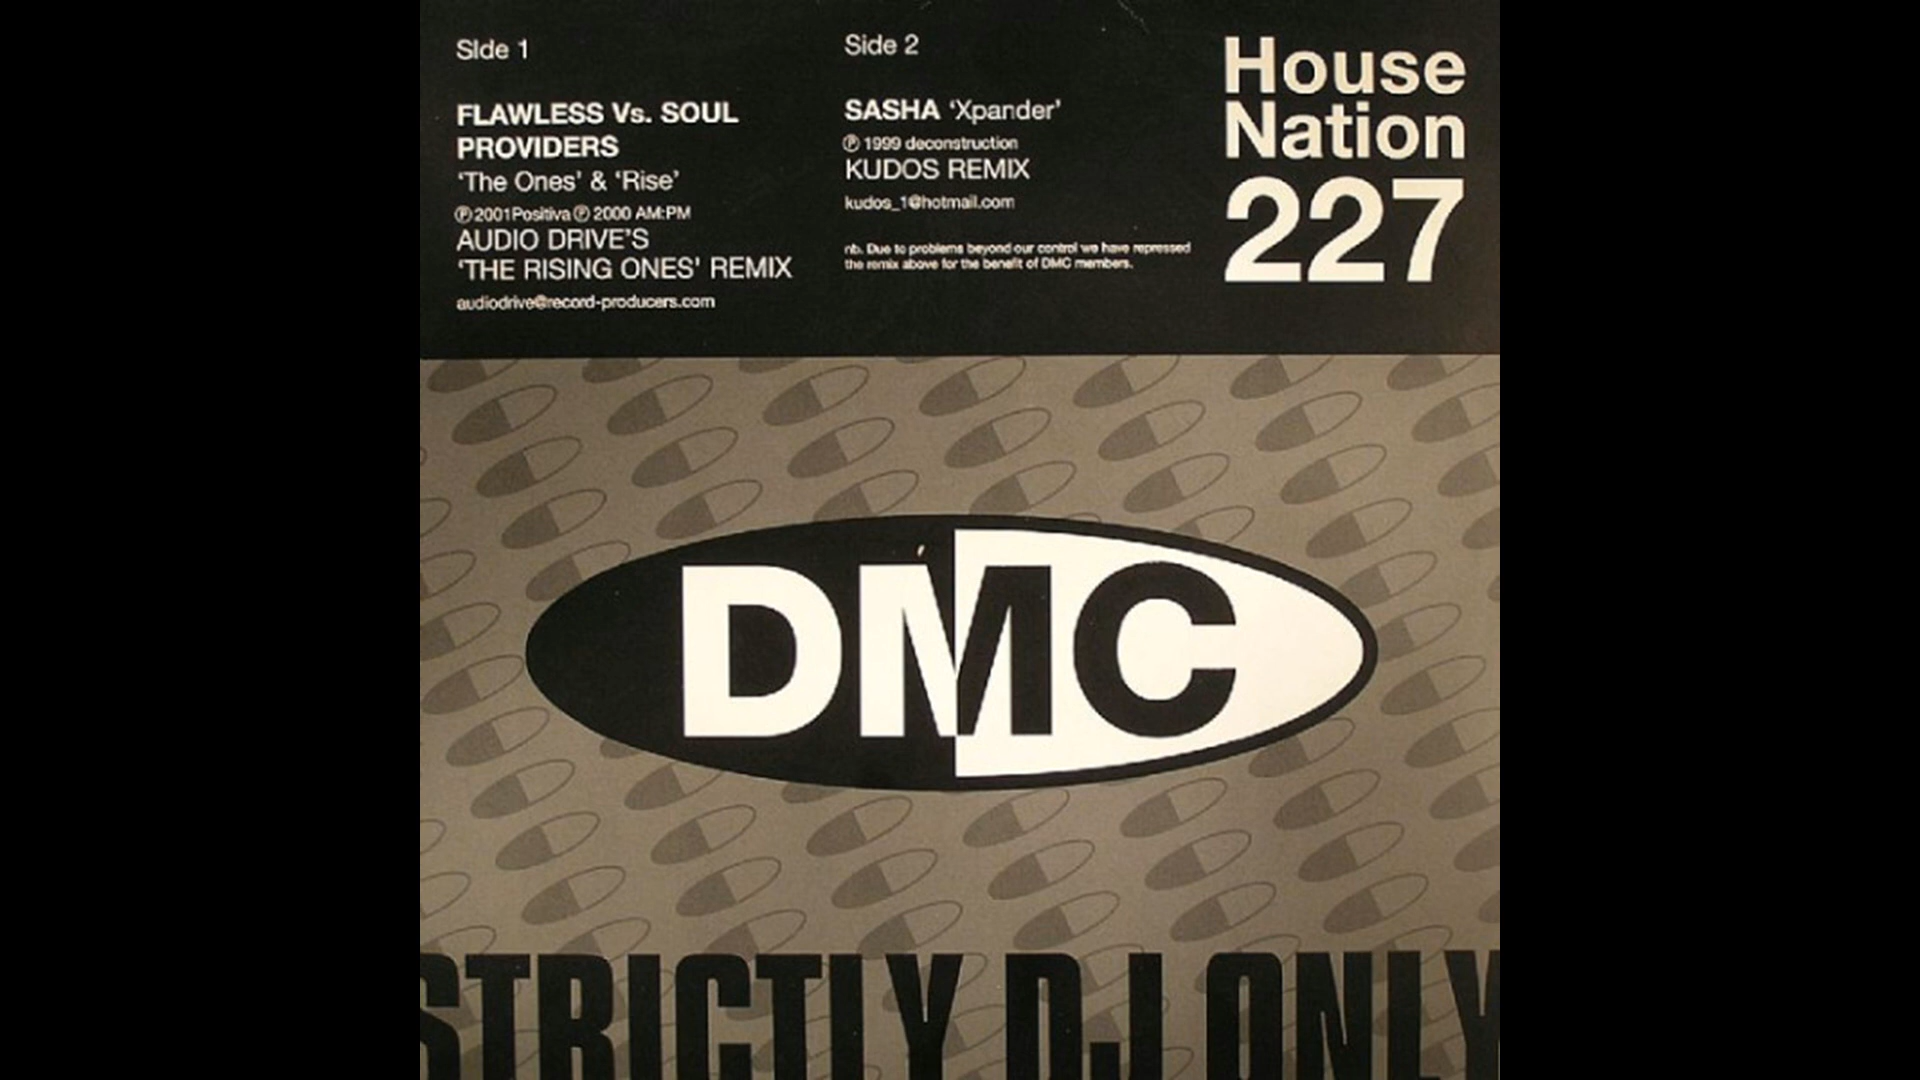 SIde 1
FLAWLESS Vs. SOUL
PROVIDERS
‘The Ones’ & ‘Rise’
℗ 2001 Positiva ℗ 2000 AM:PM
AUDIO DRIVE'S
‘THE RISING ONES’ REMIX
audiodrive@record-producers.com
Side 2
SASHA ‘Xpander’
℗ 1999 deconstruction
KUDOS REMIX
kudos_1@hotmail.com
nb. Due to problems beyond our control we have repressed
the remix above for the benefit of DMC members.
House
Nation
227
DMC
STRICTLY DJ ONLY